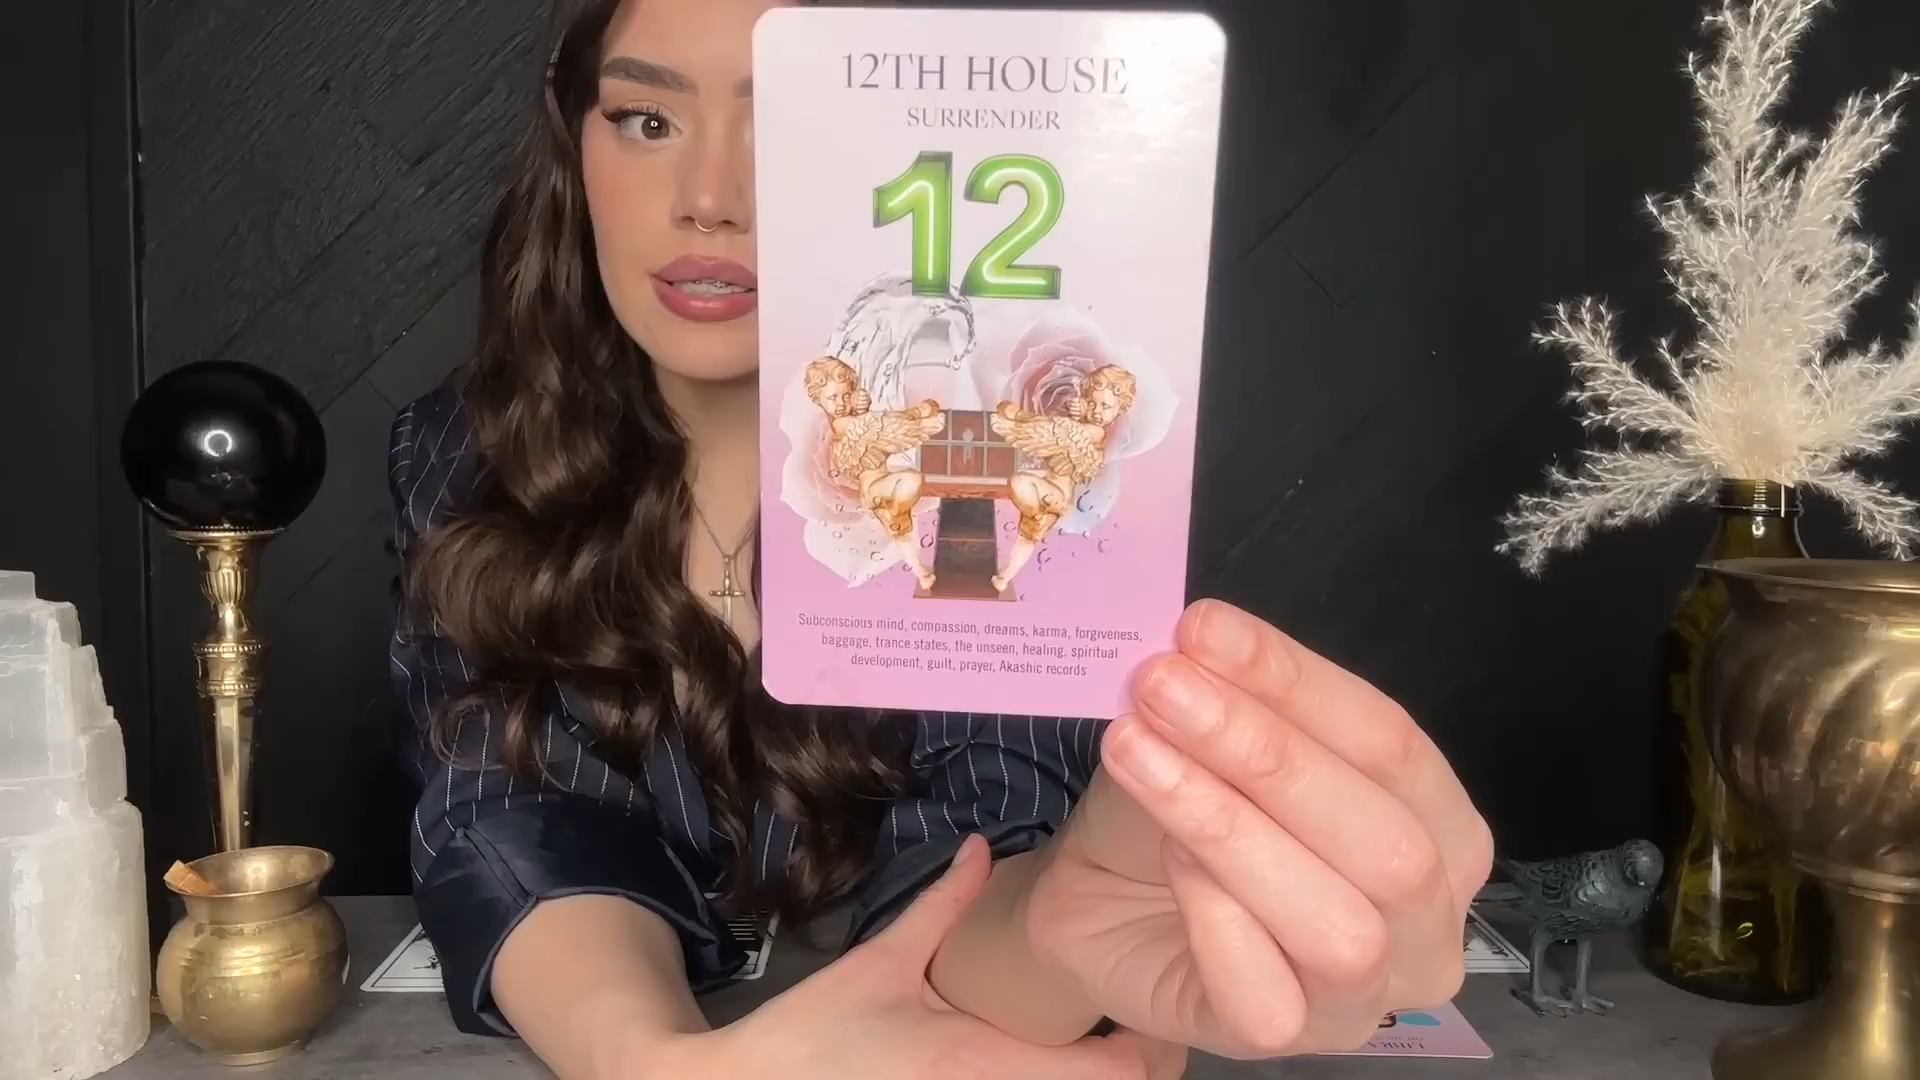 12TH HOUSE
SURRENDER
12
Subconscious mind, compassion, dreams, karma, forgiveness,
baggage, trance states, the unseen, healing, spiritual
development, guilt, prayer, Akashic records
LIBRA